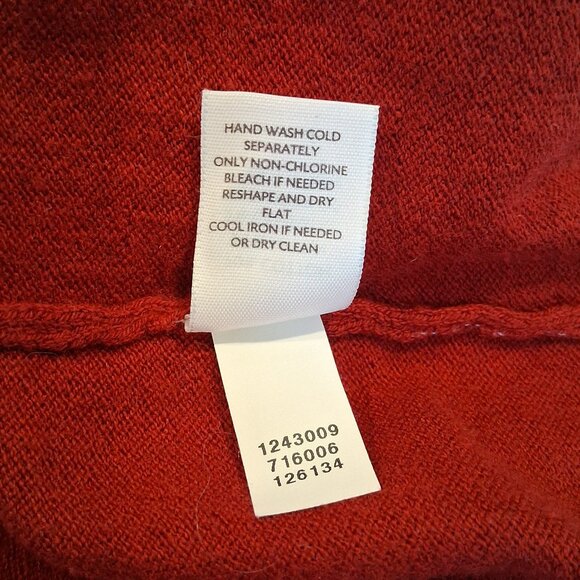 HAND WASH COLD
SEPARATELY
ONLY NON-CHLORINE
BLEACH IF NEEDED
RESHAPE AND DRY
FLAT
COOL IRON IF NEEDED
OR DRY CLEAN
1243009
716006
126134